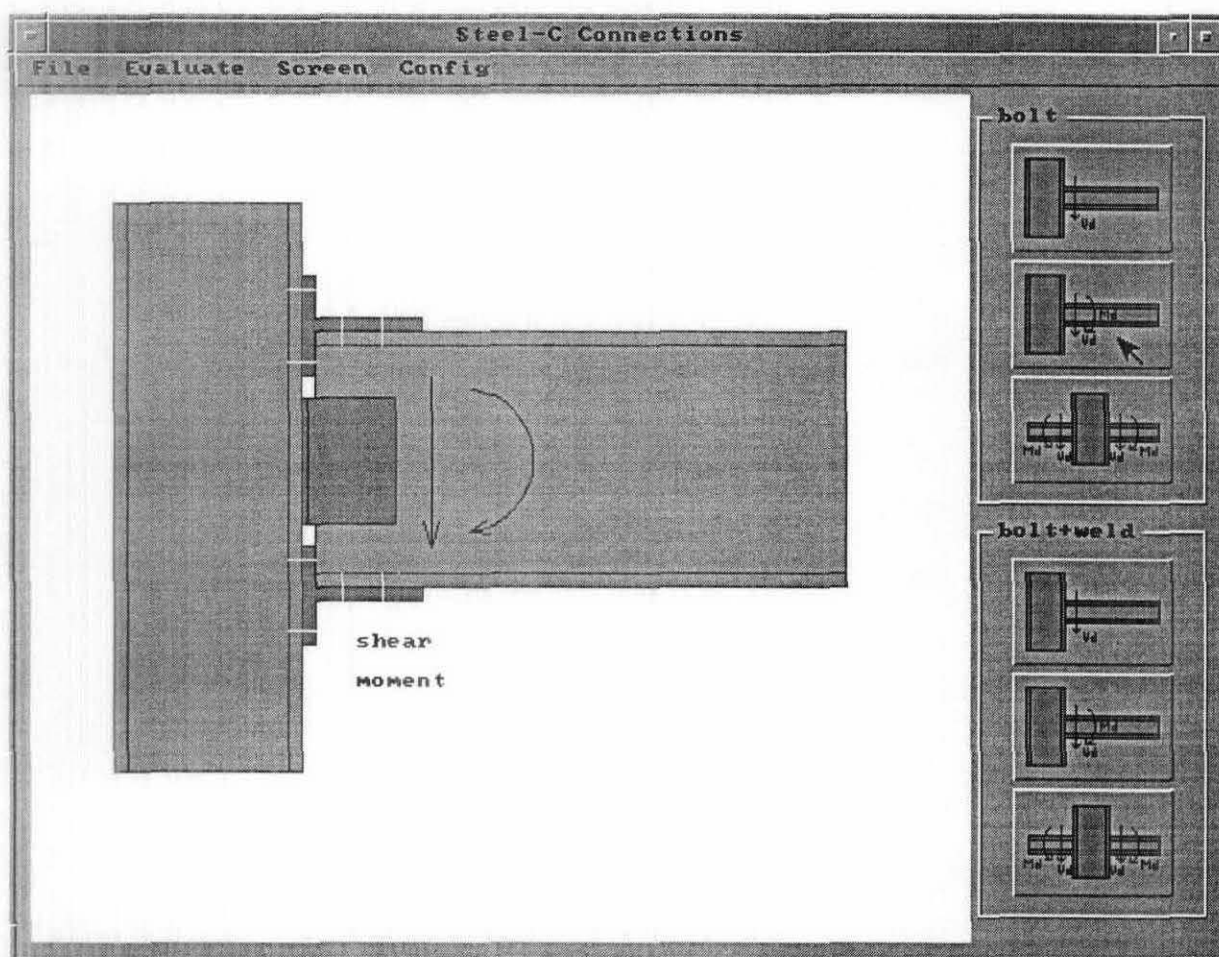 Steel-C Connections
File Evaluate Screen Config
bolt
shear
moment
bolt+weld